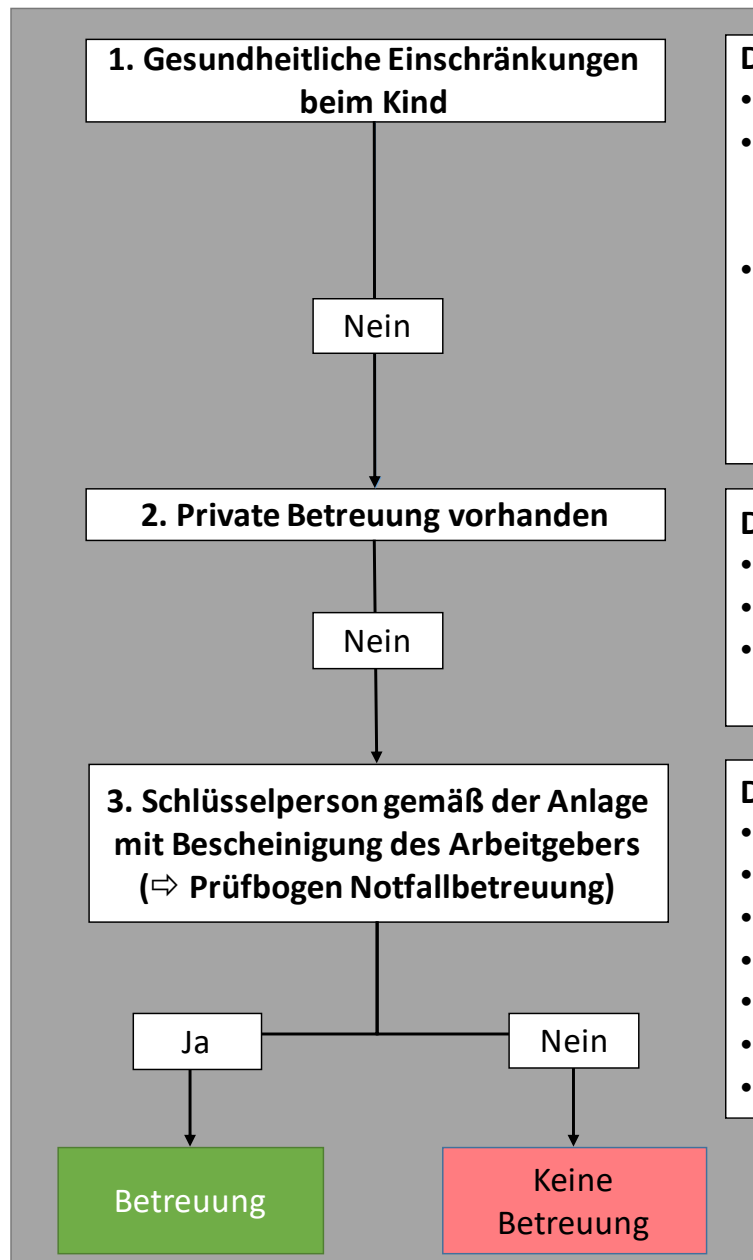 1. Gesundheitliche Einschränkungen
beim Kind
Nein
2. Private Betreuung vorhanden
Nein
3. Schlüsselperson gemäß der Anlage
mit Bescheinigung des Arbeitgebers
(⇨ Prüfbogen Notfallbetreuung)
Ja
Nein
Betreuung
Keine
Betreuung
D
•
•
•
D
•
•
•
D
•
•
•
•
•
•
•